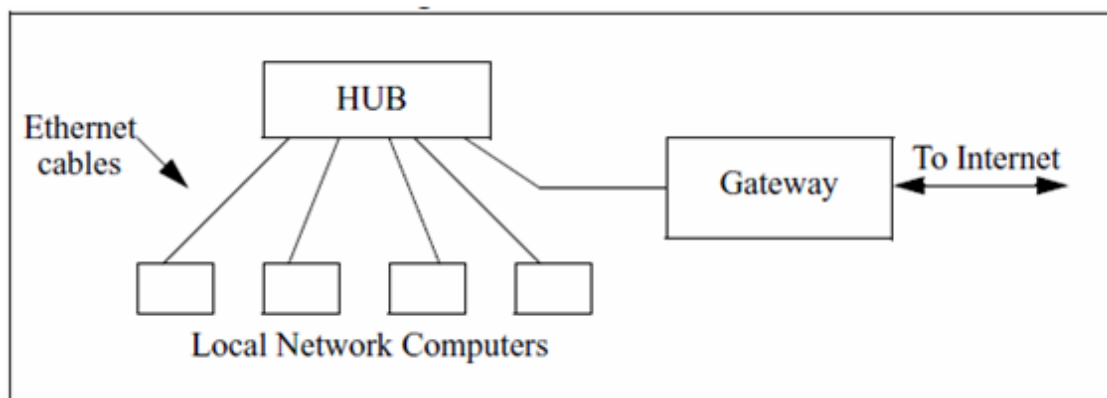 HUB
Ethernet
cables
Gateway
To Internet
Local Network Computers